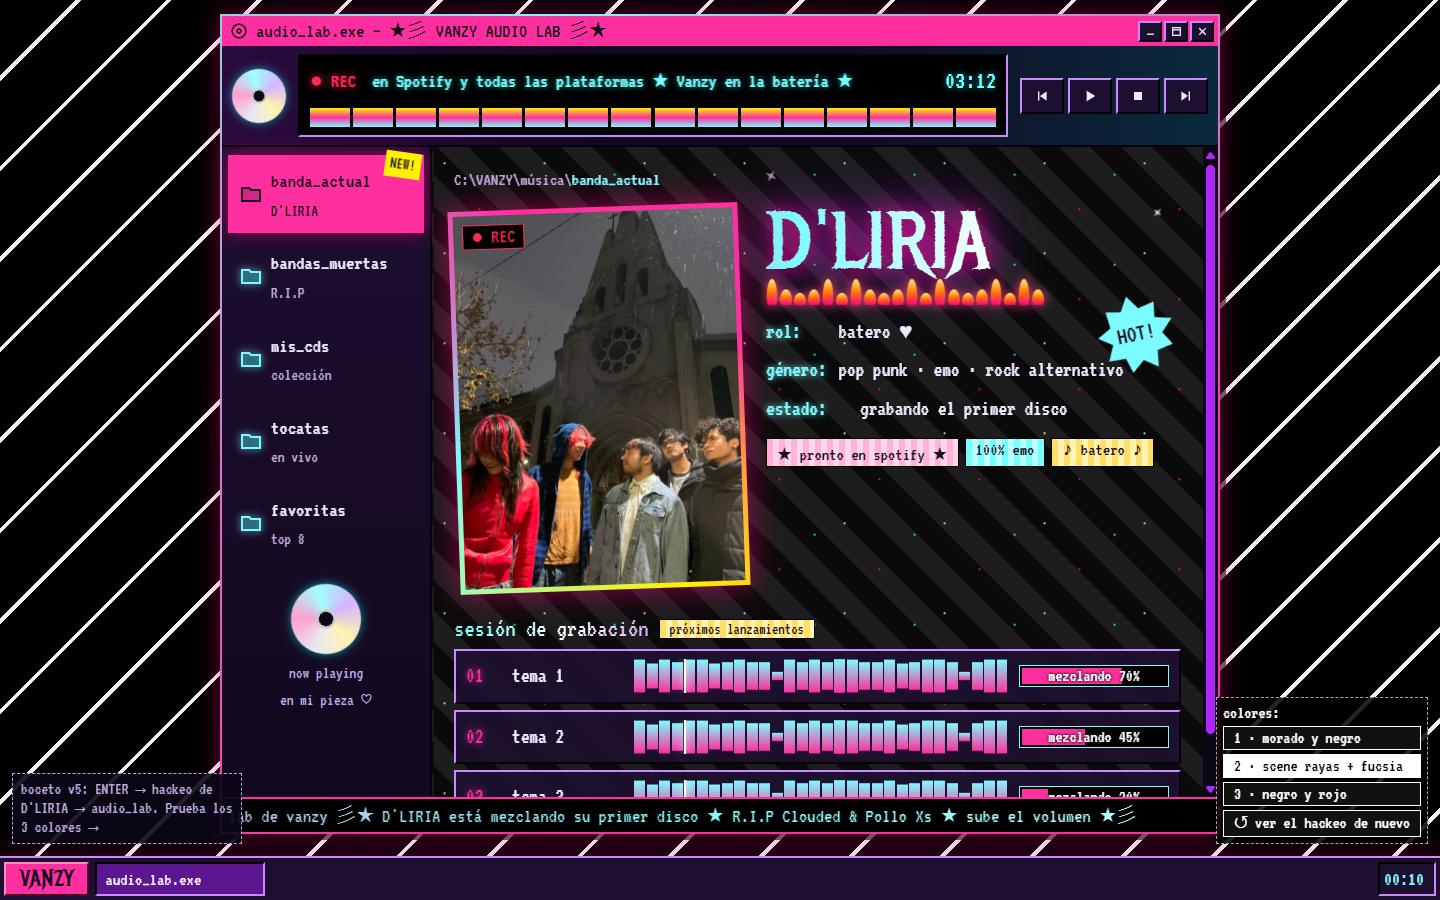 audio_lab.exe - ★彡 VANZY AUDIO LAB 彡★
● REC en Spotify y todas las plataformas ★ Vanzy en la batería ★ 03:12
NEW!
banda_actual
D'LIRIA
bandas_muertas
R.I.P
mis_cds
colección
tocatas
en vivo
favoritas
top 8
now playing
en mi pieza ♡
C:\VANZY\música\banda_actual
● REC
D'LIRIA
rol: batero ♥
HOT!
género: pop punk · emo · rock alternativo
estado: grabando el primer disco
★ pronto en spotify ★ 100% emo ♪ batero ♪
sesión de grabación próximos lanzamientos
01 tema 1 mezclando 70%
02 tema 2 mezclando 45%
colores:
1 · morado y negro
2 · scene rayas + fucsia
3 · negro y rojo
↺ ver el hackeo de nuevo
boceto v5: ENTER → hackeo de
D'LIRIA → audio_lab. Prueba los
3 colores →
de vanzy 彡★ D'LIRIA está mezclando su primer disco ★ R.I.P Clouded & Pollo Xs ★ sube el volumen ★彡
VANZY audio_lab.exe 00:10